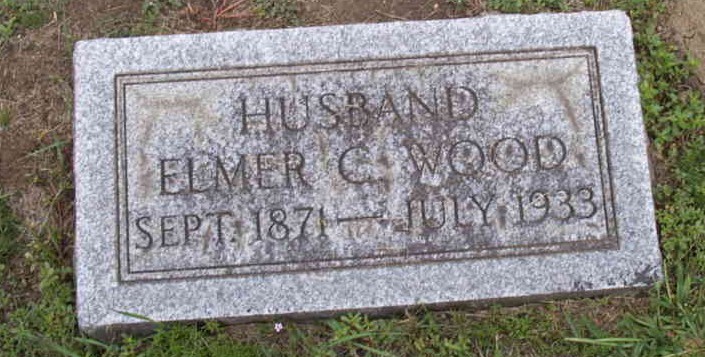 HUSBAND
ELMER C. WOOD
SEPT. 1871 — JULY 1933